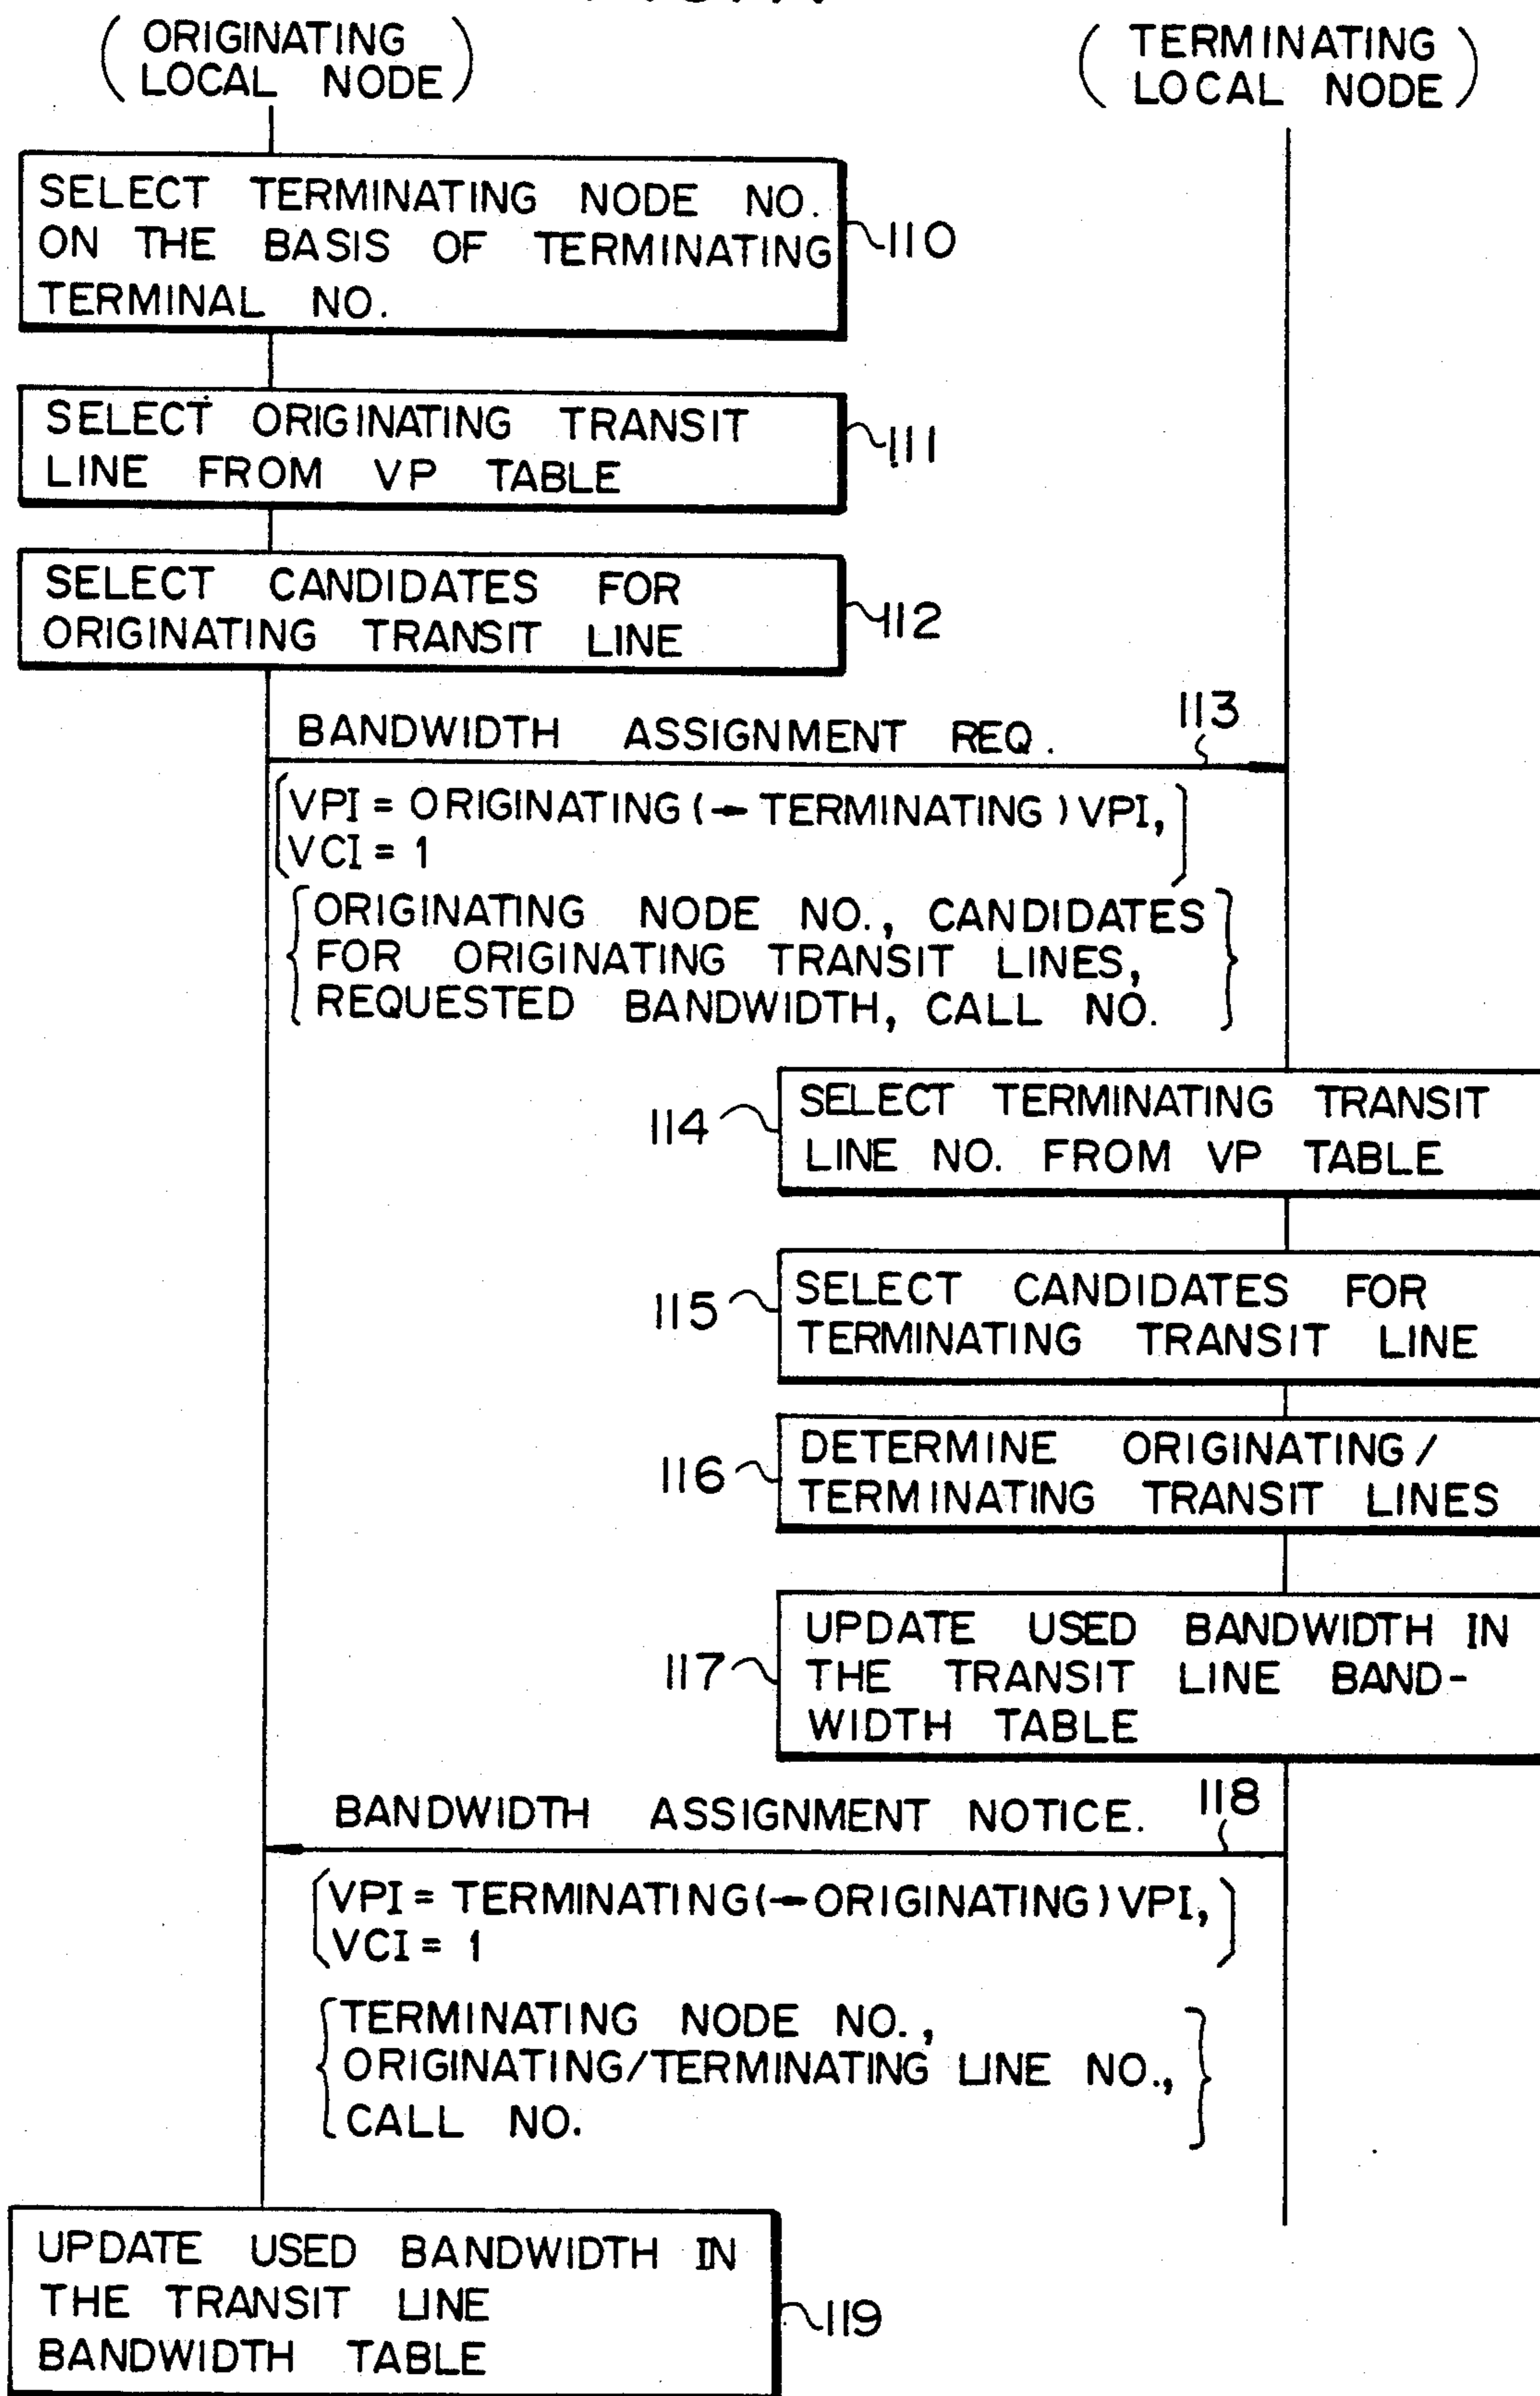 ORIGINATING
LOCAL NODE
TERMINATING
LOCAL NODE
SELECT TERMINATING NODE NO.
ON THE BASIS OF TERMINATING
TERMINAL NO.
110
SELECT ORIGINATING TRANSIT
LINE FROM VP TABLE
111
SELECT CANDIDATES FOR
ORIGINATING TRANSIT LINE
112
BANDWIDTH ASSIGNMENT REQ.
113
VPI = ORIGINATING (→ TERMINATING) VPI,
VCI = 1
ORIGINATING NODE NO., CANDIDATES
FOR ORIGINATING TRANSIT LINES,
REQUESTED BANDWIDTH, CALL NO.
114
SELECT TERMINATING TRANSIT
LINE NO. FROM VP TABLE
115
SELECT CANDIDATES FOR
TERMINATING TRANSIT LINE
116
DETERMINE ORIGINATING/
TERMINATING TRANSIT LINES
117
UPDATE USED BANDWIDTH IN
THE TRANSIT LINE BAND-
WIDTH TABLE
BANDWIDTH ASSIGNMENT NOTICE.
118
VPI = TERMINATING (→ ORIGINATING) VPI,
VCI = 1
TERMINATING NODE NO.,
ORIGINATING/TERMINATING LINE NO.,
CALL NO.
UPDATE USED BANDWIDTH IN
THE TRANSIT LINE
BANDWIDTH TABLE
119